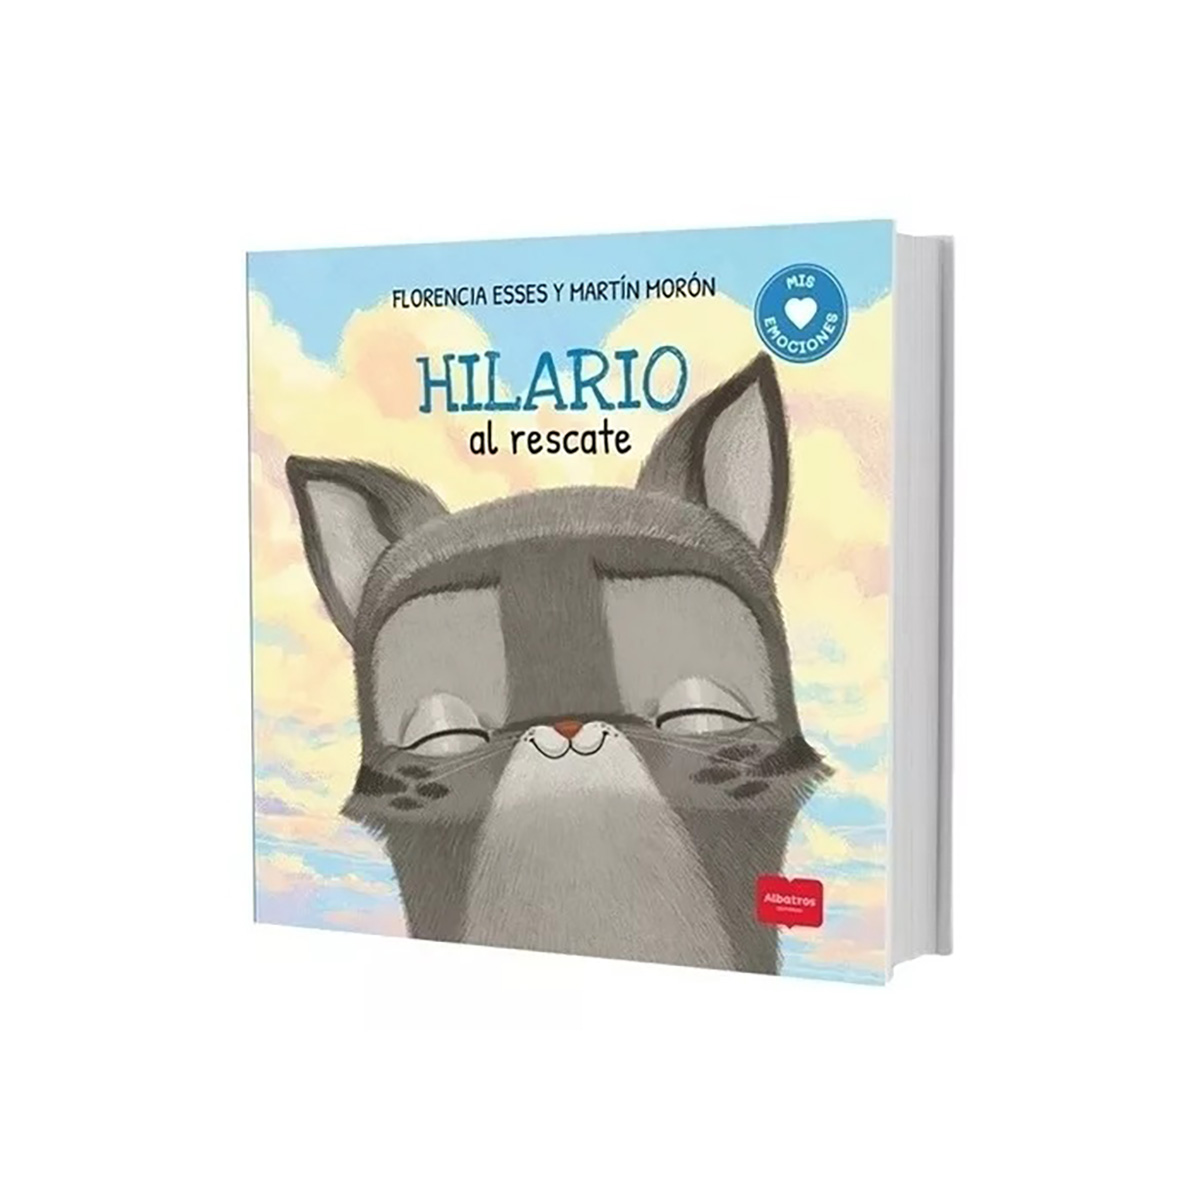 FLORENCIA ESSES Y MARTÍN MORÓN
MIS
EMOCIONES
HILARIO
al rescate
Albatros